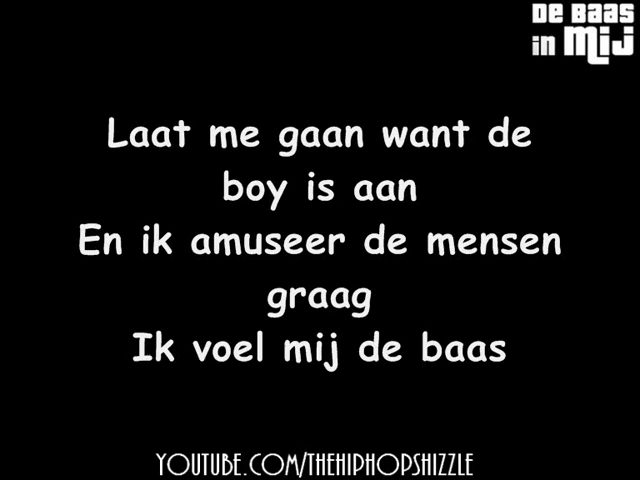 De Baas
in Mij
Laat me gaan want de
boy is aan
En ik amuseer de mensen
graag
Ik voel mij de baas
YOUTUBE.COM/THEHIPHOPSHIZZLE